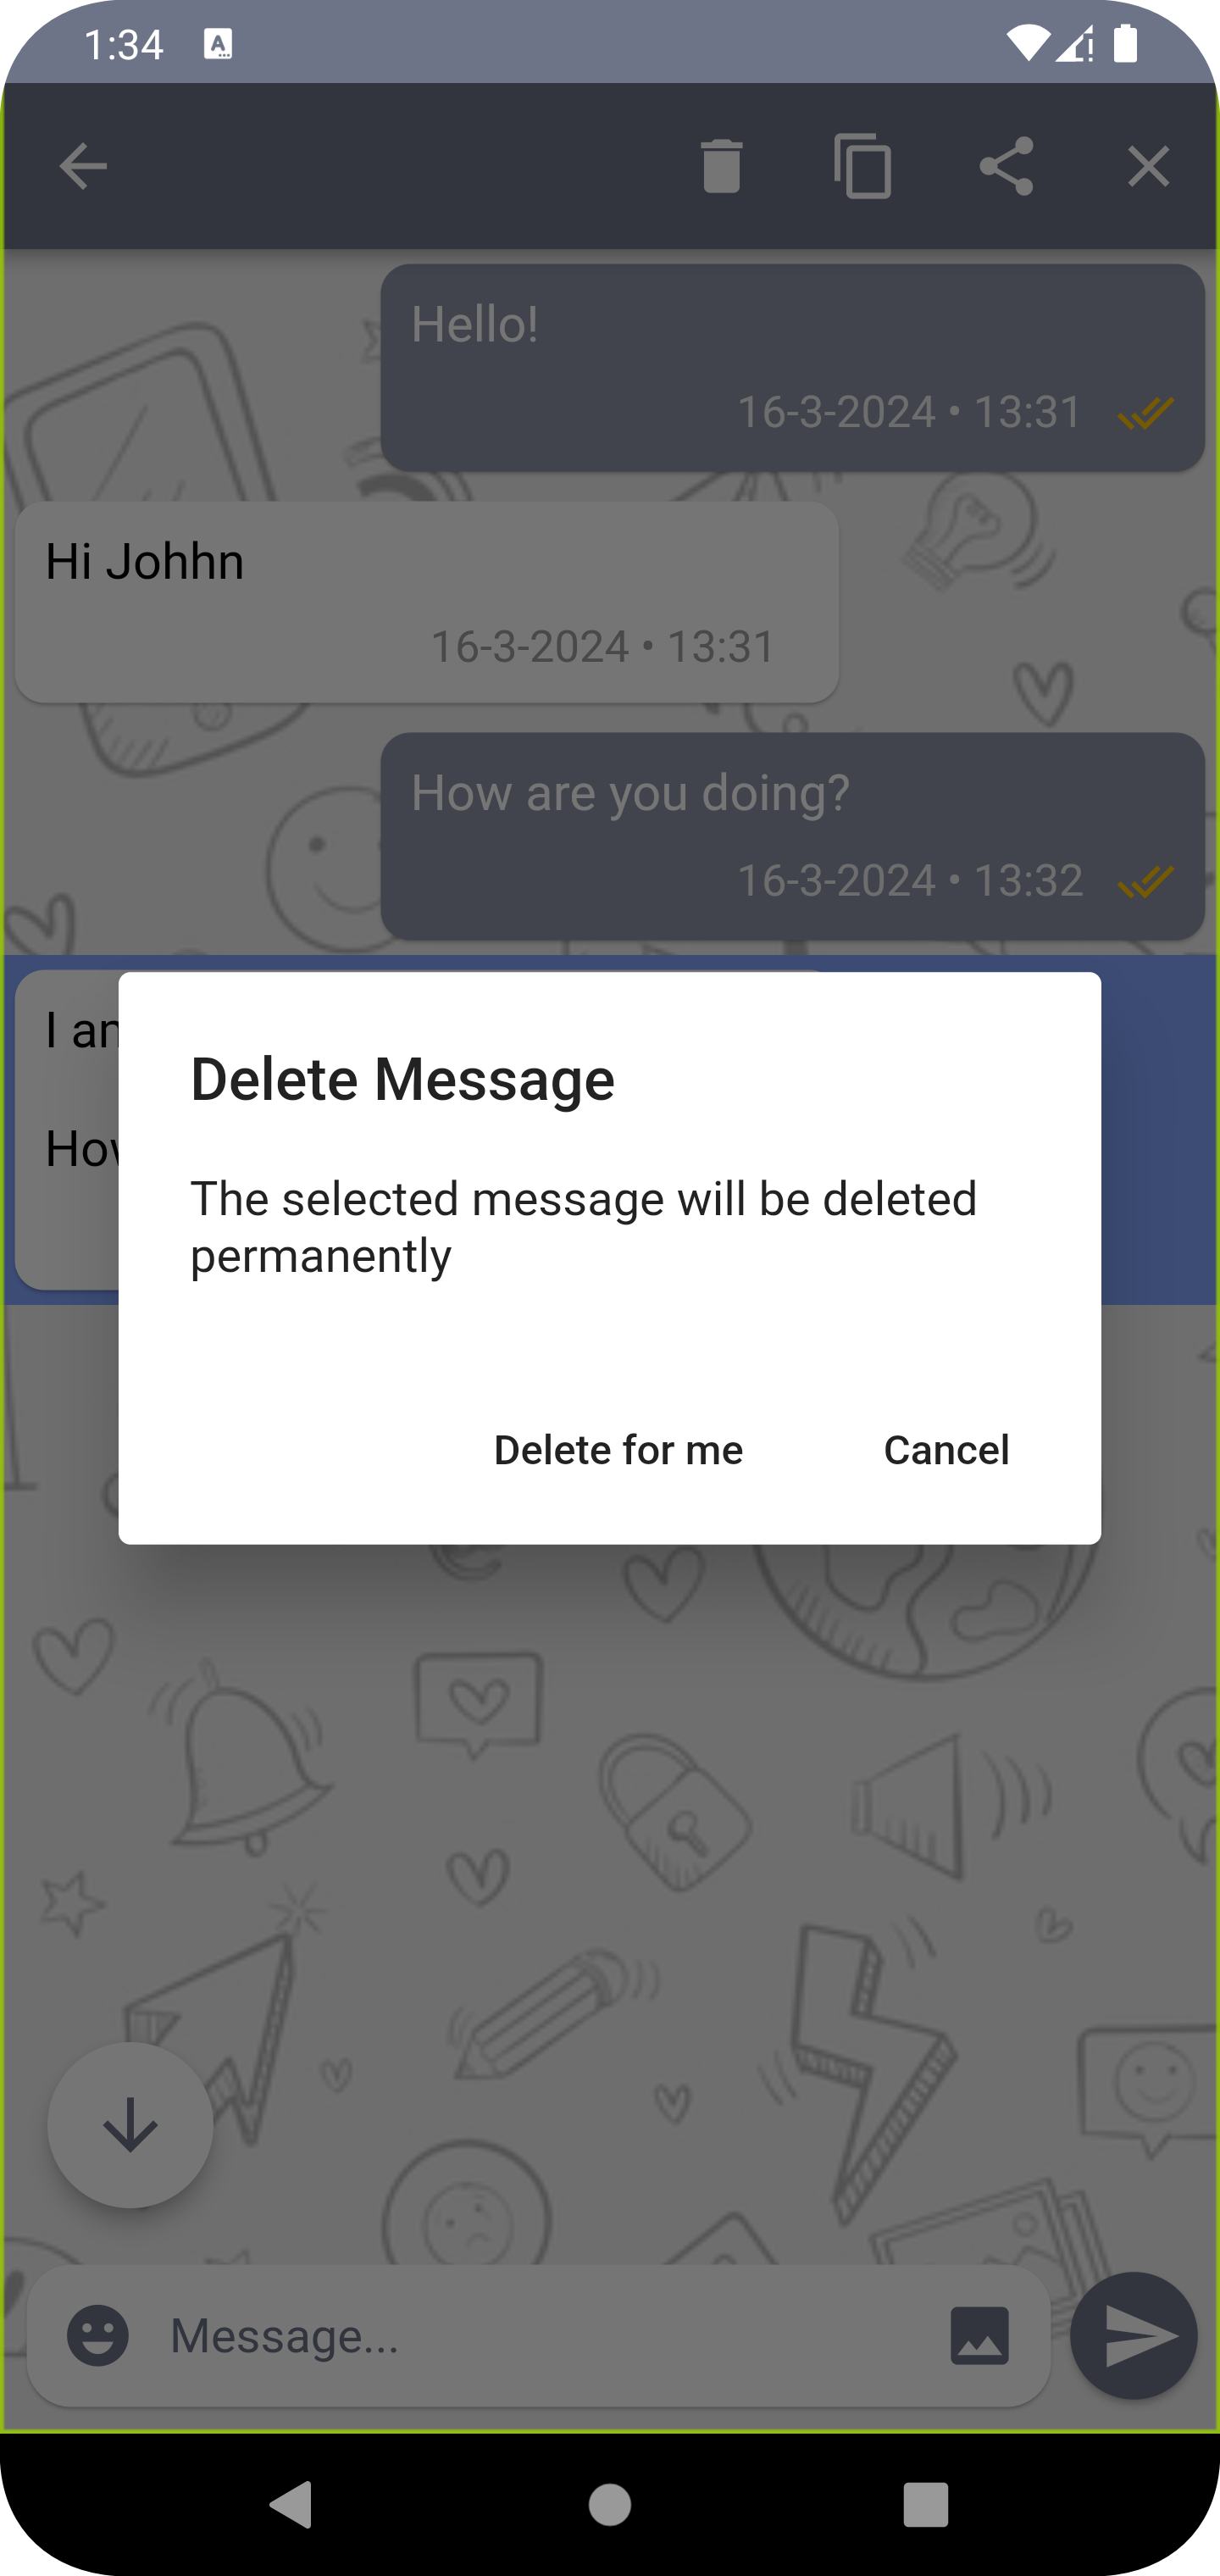 1:34
Hello!
16-3-2024 • 13:31
Hi Johhn
16-3-2024 • 13:31
How are you doing?
16-3-2024 • 13:32
I
Delete Message
The selected message will be deleted
permanently
Delete for me
Cancel
Message...